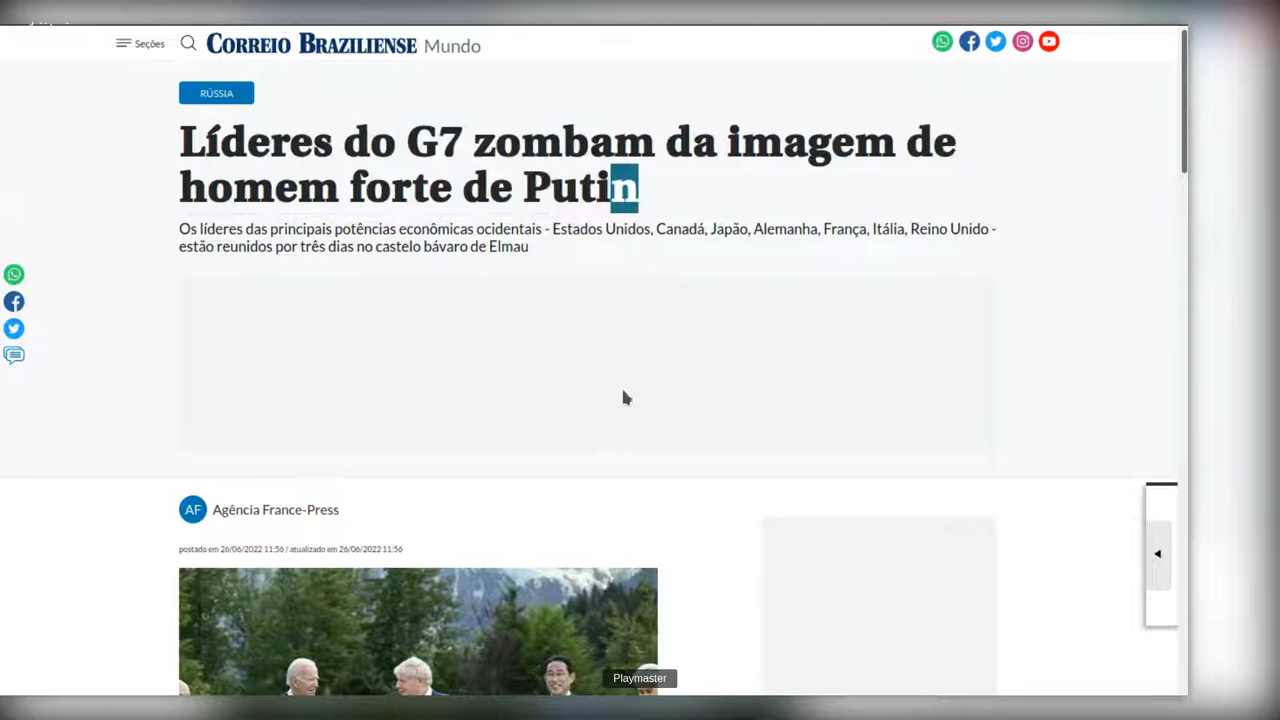 Seções
CORREIO BRAZILIENSE Mundo
RÚSSIA
Líderes do G7 zombam da imagem de
homem forte de Putin
Os líderes das principais potências econômicas ocidentais - Estados Unidos, Canadá, Japão, Alemanha, França, Itália, Reino Unido -
estão reunidos por três dias no castelo bávaro de Elmau
AF Agência France-Press
postado em 26/06/2022 11:56 / atualizado em 26/06/2022 11:56
Playmaster